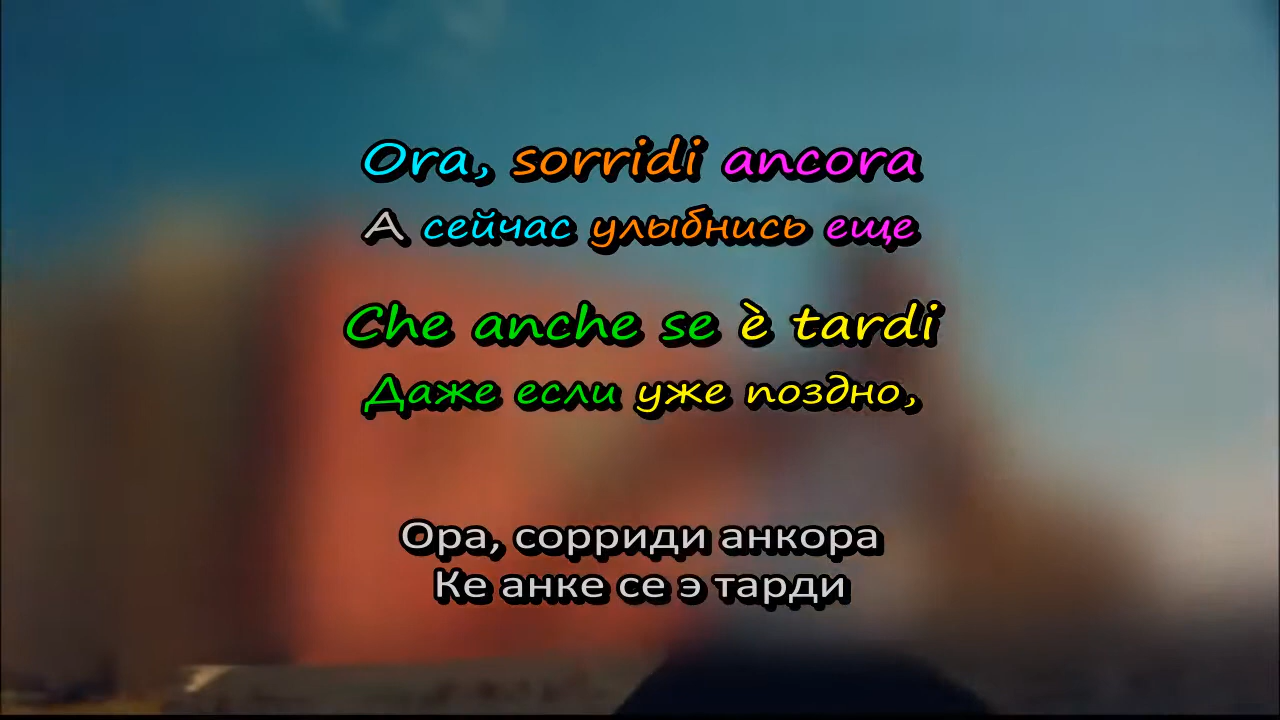 Ora, sorridi ancora
А сейчас улыбнись еще
Che anche se è tardi
Даже если уже поздно,
Ора, сорриди анкора
Ке анке се э тарди